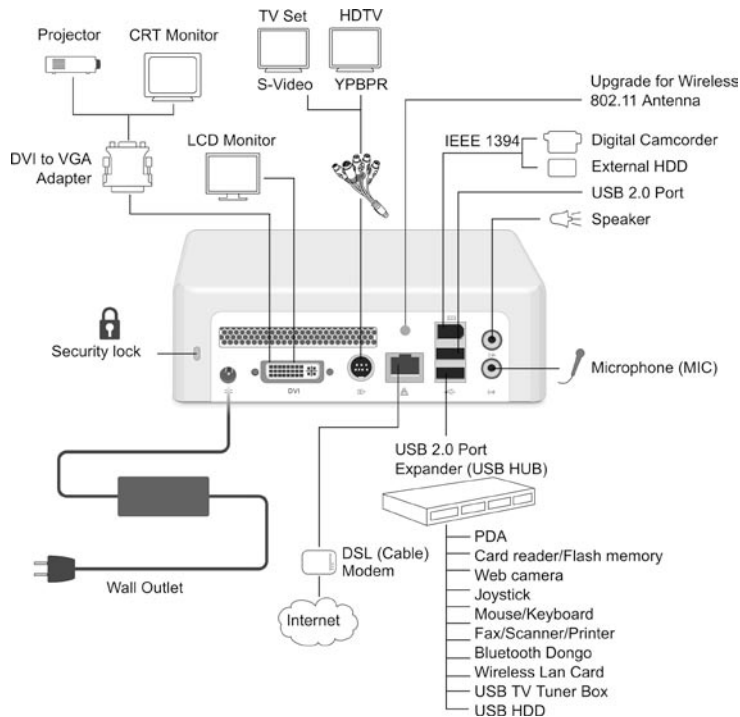 TV Set
HDTV
Projector
CRT Monitor
S-Video
YPBPR
Upgrade for Wireless
802.11 Antenna
DVI to VGA
Adapter
LCD Monitor
IEEE 1394
Digital Camcorder
External HDD
USB 2.0 Port
Speaker
Security lock
Microphone (MIC)
DVI
USB 2.0 Port
Expander (USB HUB)
Wall Outlet
DSL (Cable)
Modem
Internet
PDA
Card reader/Flash memory
Web camera
Joystick
Mouse/Keyboard
Fax/Scanner/Printer
Bluetooth Dongo
Wireless Lan Card
USB TV Tuner Box
USB HDD